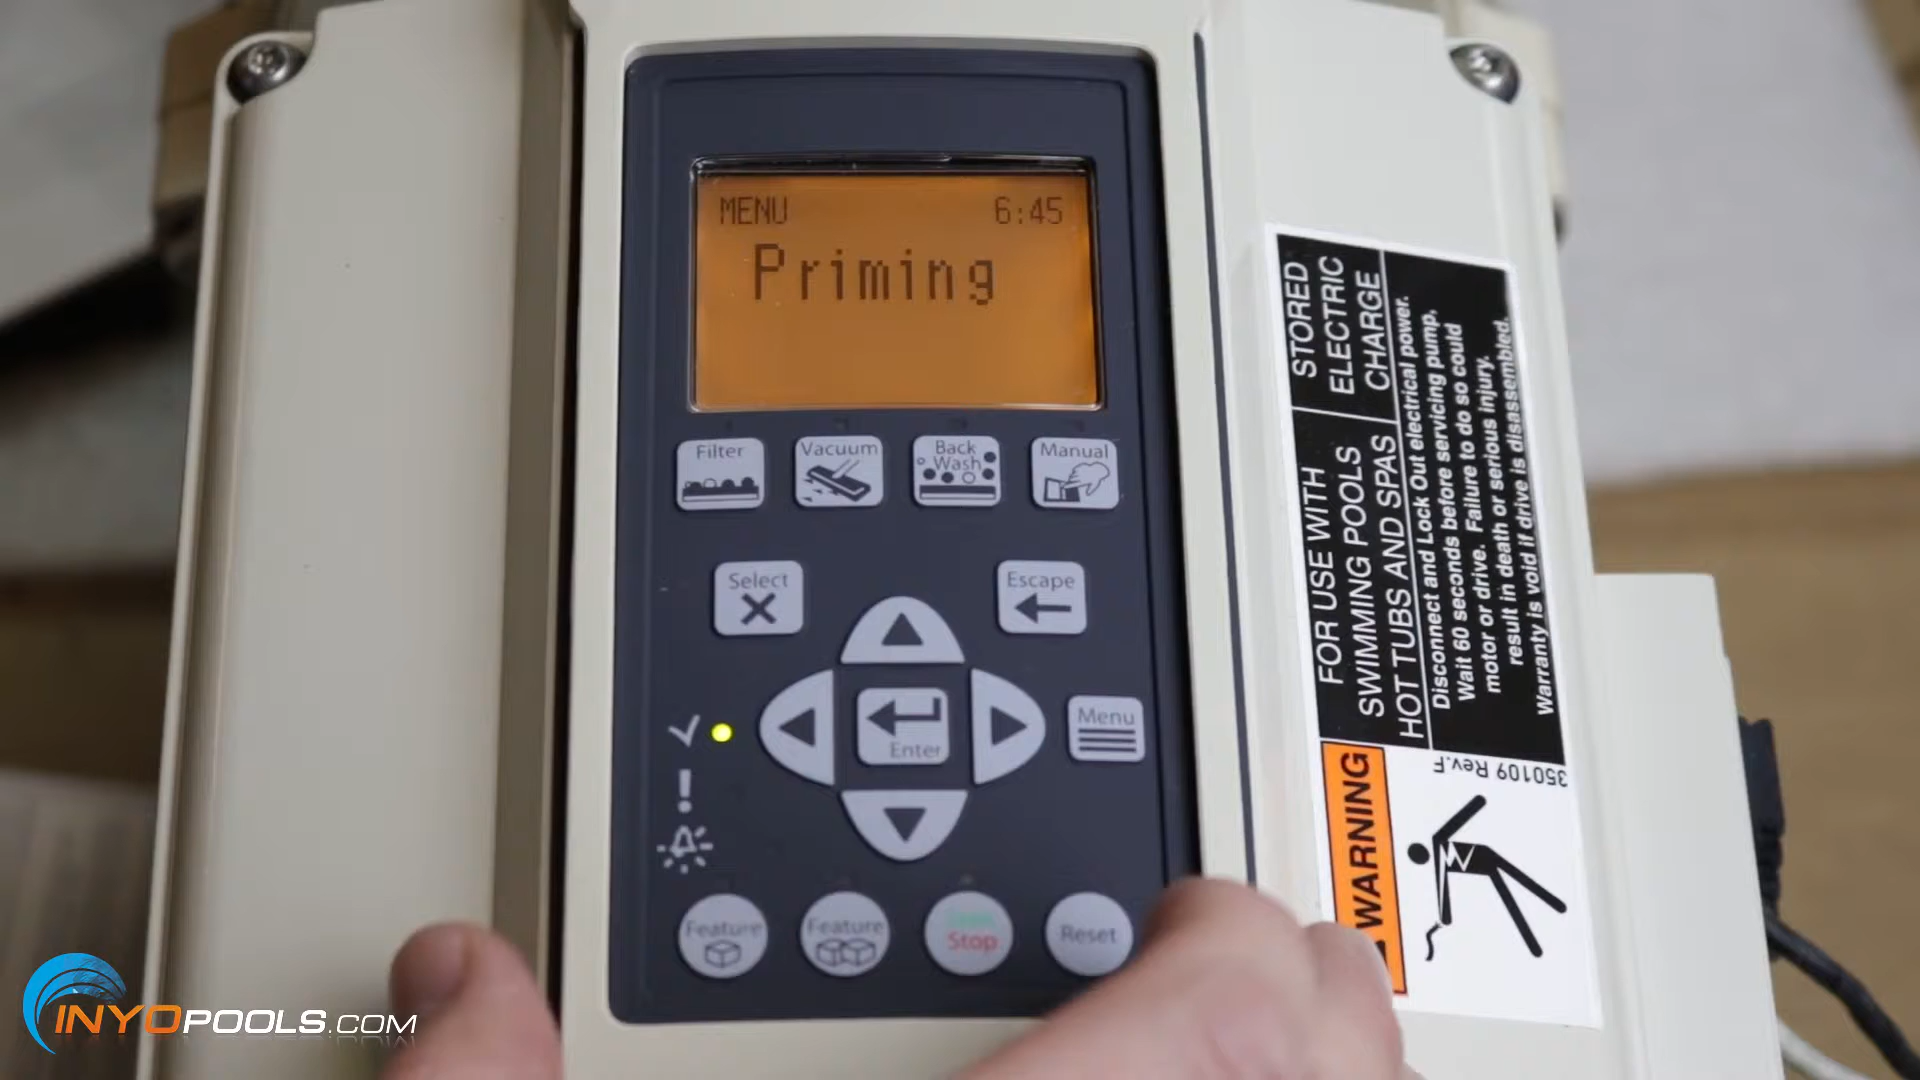 MENU 6:45
Priming
Filter
Vacuum
Back
Wash
Manual
Select
Escape
Enter
Menu
Feature
Feature
Stop
Reset
STORED
ELECTRIC
CHARGE
FOR USE WITH
SWIMMING POOLS
HOT TUBS AND SPAS
Disconnect and Lock Out electrical power.
Wait 60 seconds before servicing pump,
motor or drive. Failure to do so could
result in death or serious injury.
Warranty is void if drive is disassembled.
WARNING
350109 Rev.F
INYOPOOLS.COM